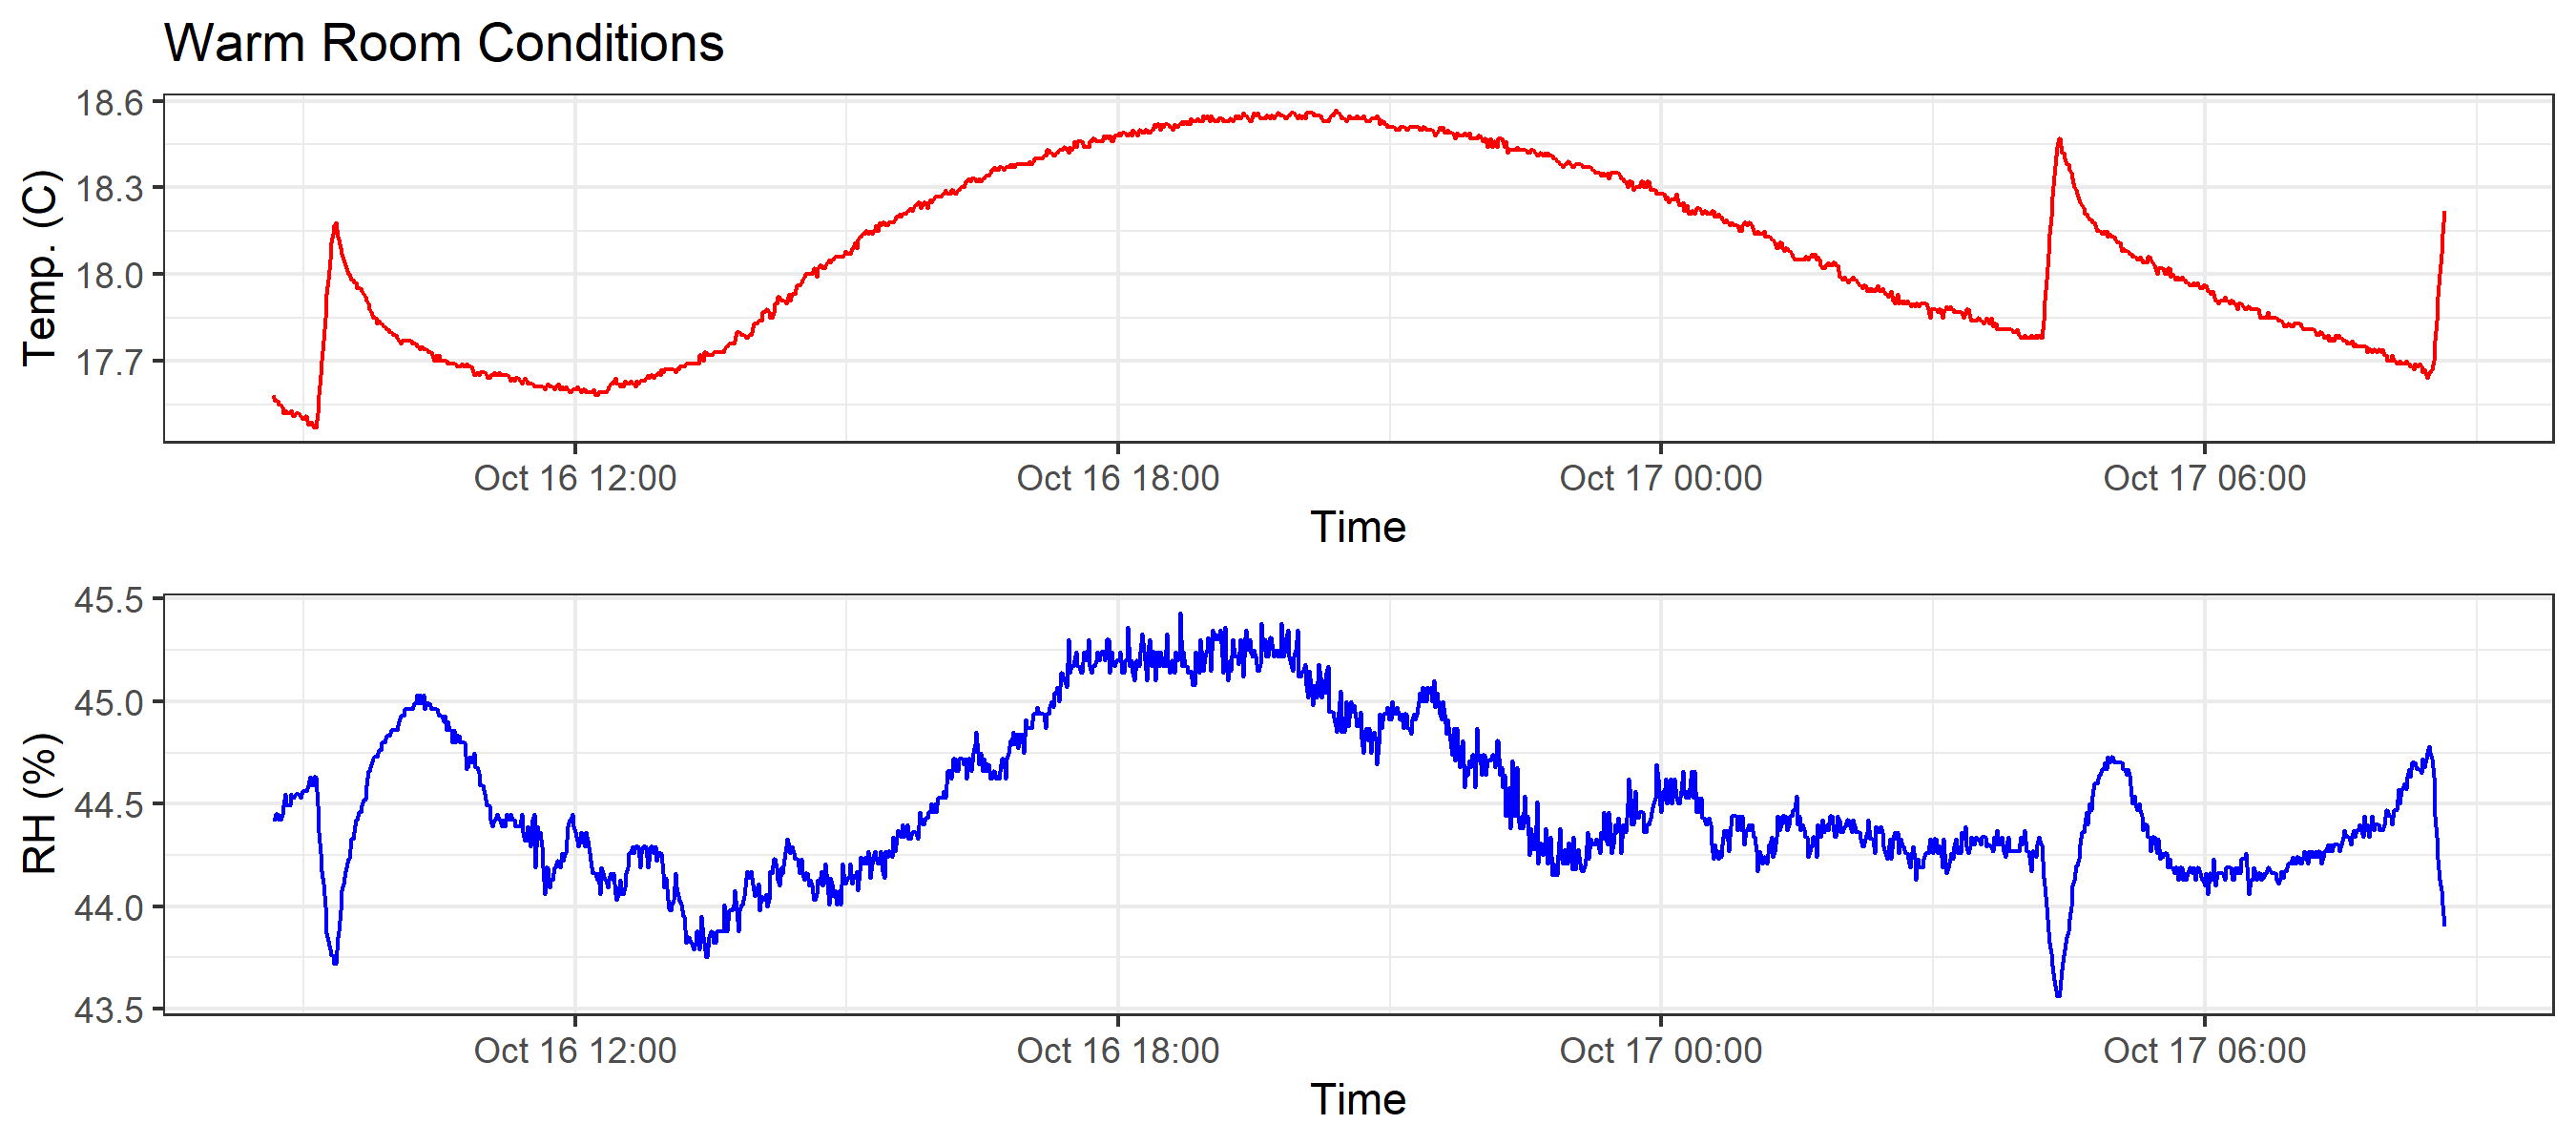 Warm Room Conditions
18.6
18.3
18.0
17.7
Temp. (C)
Oct 16 12:00 Oct 16 18:00 Oct 17 00:00 Oct 17 06:00
Time
45.5
45.0
44.5
44.0
43.5
RH (%)
Oct 16 12:00 Oct 16 18:00 Oct 17 00:00 Oct 17 06:00
Time